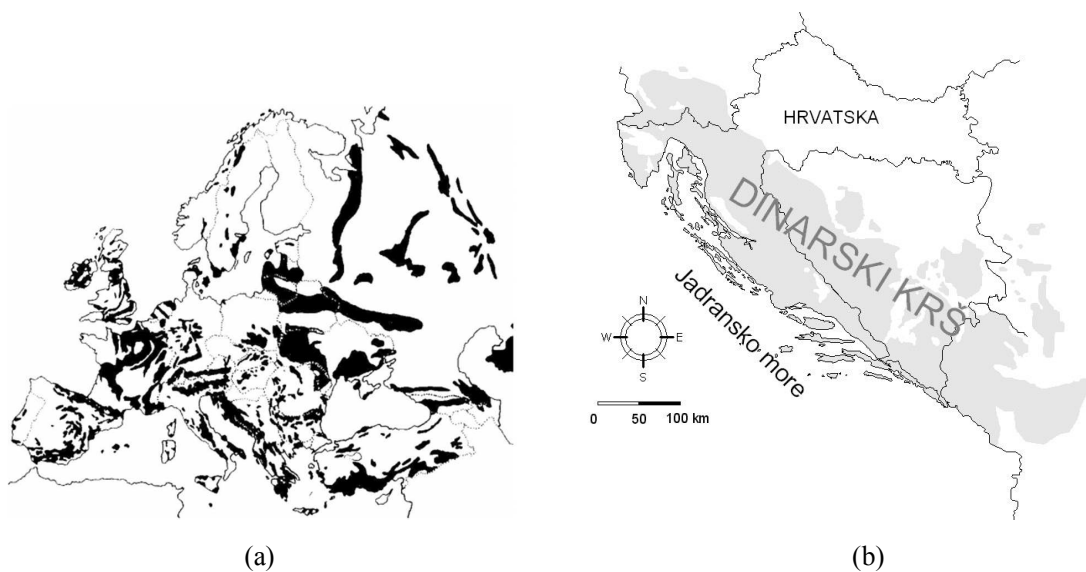 HRVATSKA
DINARSKI KRŠ
Jadransko more
N
W E
S
0 50 100 km
(a) (b)